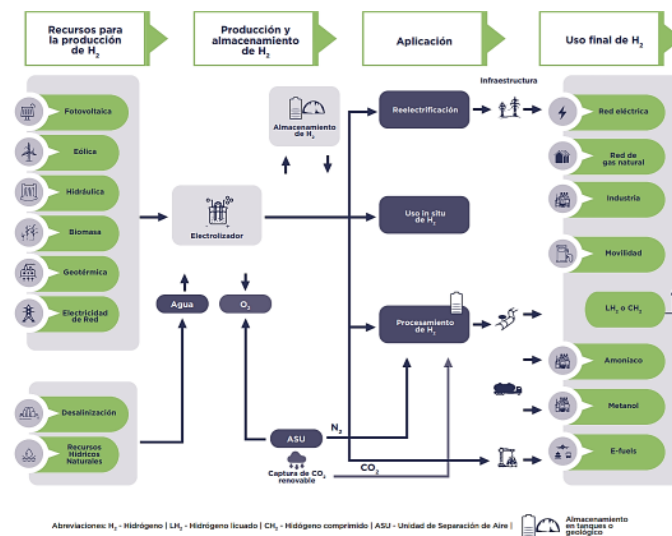 Recursos para
la producción
de H₂
Producción y
almacenamiento
de H₂
Aplicación
Uso final de H₂
Fotovoltaica
Eólica
Hidráulica
Biomasa
Geotérmica
Electricidad
de Red
Desalinización
Recursos
Hídricos
Naturales
Almacenamiento
de H₂
Electrolizador
Agua
O₂
ASU
Captura de CO₂
renovable
N₂
CO₂
Reelectrificación
Uso in situ
de H₂
Procesamiento
de H₂
Infraestructura
Red eléctrica
Red de
gas natural
Industria
Movilidad
LH₂ o CH₂
Amoníaco
Metanol
E-fuels
Abreviaciones: H₂ - Hidrógeno | LH₂ - Hidrógeno licuado | CH₂ - Hidógeno comprimido | ASU - Unidad de Separación de Aire |
Almacenamiento
en tanques o
geológico